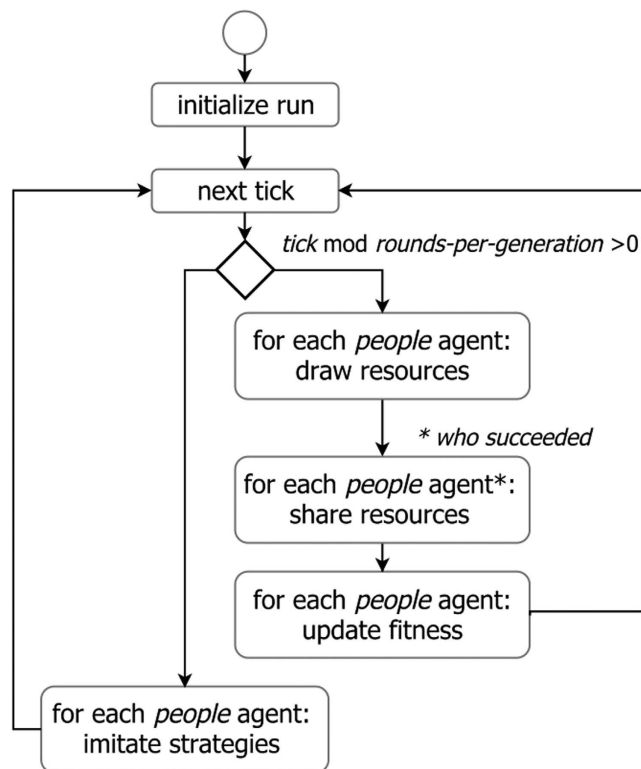 initialize run
next tick
tick mod rounds-per-generation >0
for each people agent:
draw resources
* who succeeded
for each people agent*:
share resources
for each people agent:
update fitness
for each people agent:
imitate strategies